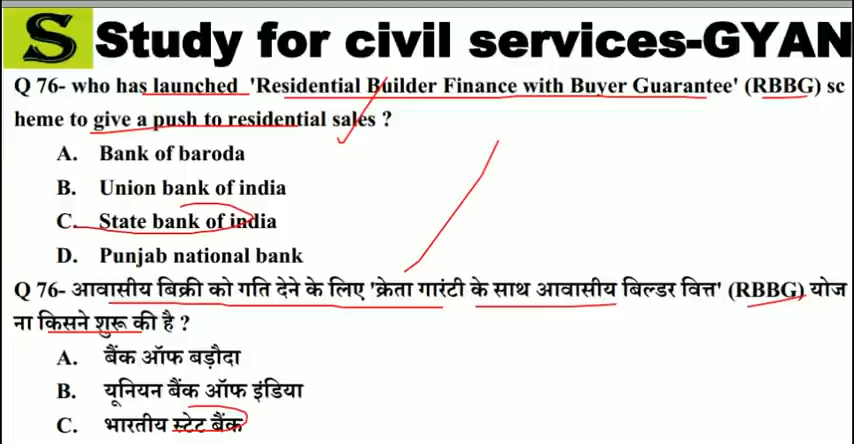 S Study for civil services-GYAN
Q 76- who has launched 'Residential Builder Finance with Buyer Guarantee' (RBBG) sc
heme to give a push to residential sales ?
A. Bank of baroda
B. Union bank of india
C. State bank of india
D. Punjab national bank
Q 76- आवासीय बिक्री को गति देने के लिए 'क्रेता गारंटी के साथ आवासीय बिल्डर वित्त' (RBBG) योज
ना किसने शुरू की है ?
A. बैंक ऑफ बड़ौदा
B. यूनियन बैंक ऑफ इंडिया
C. भारतीय स्टेट बैंक